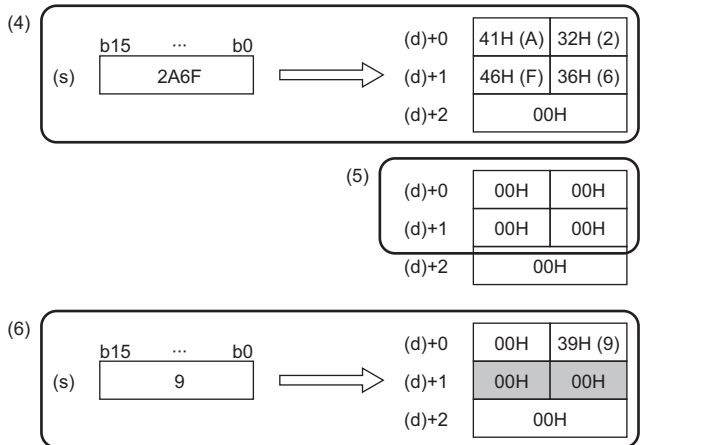 (4)
b15 ... b0
(s) 2A6F
(d)+0 41H (A) 32H (2)
(d)+1 46H (F) 36H (6)
(d)+2 00H
(5)
(d)+0 00H 00H
(d)+1 00H 00H
(d)+2 00H
(6)
b15 ... b0
(s) 9
(d)+0 00H 39H (9)
(d)+1 00H 00H
(d)+2 00H